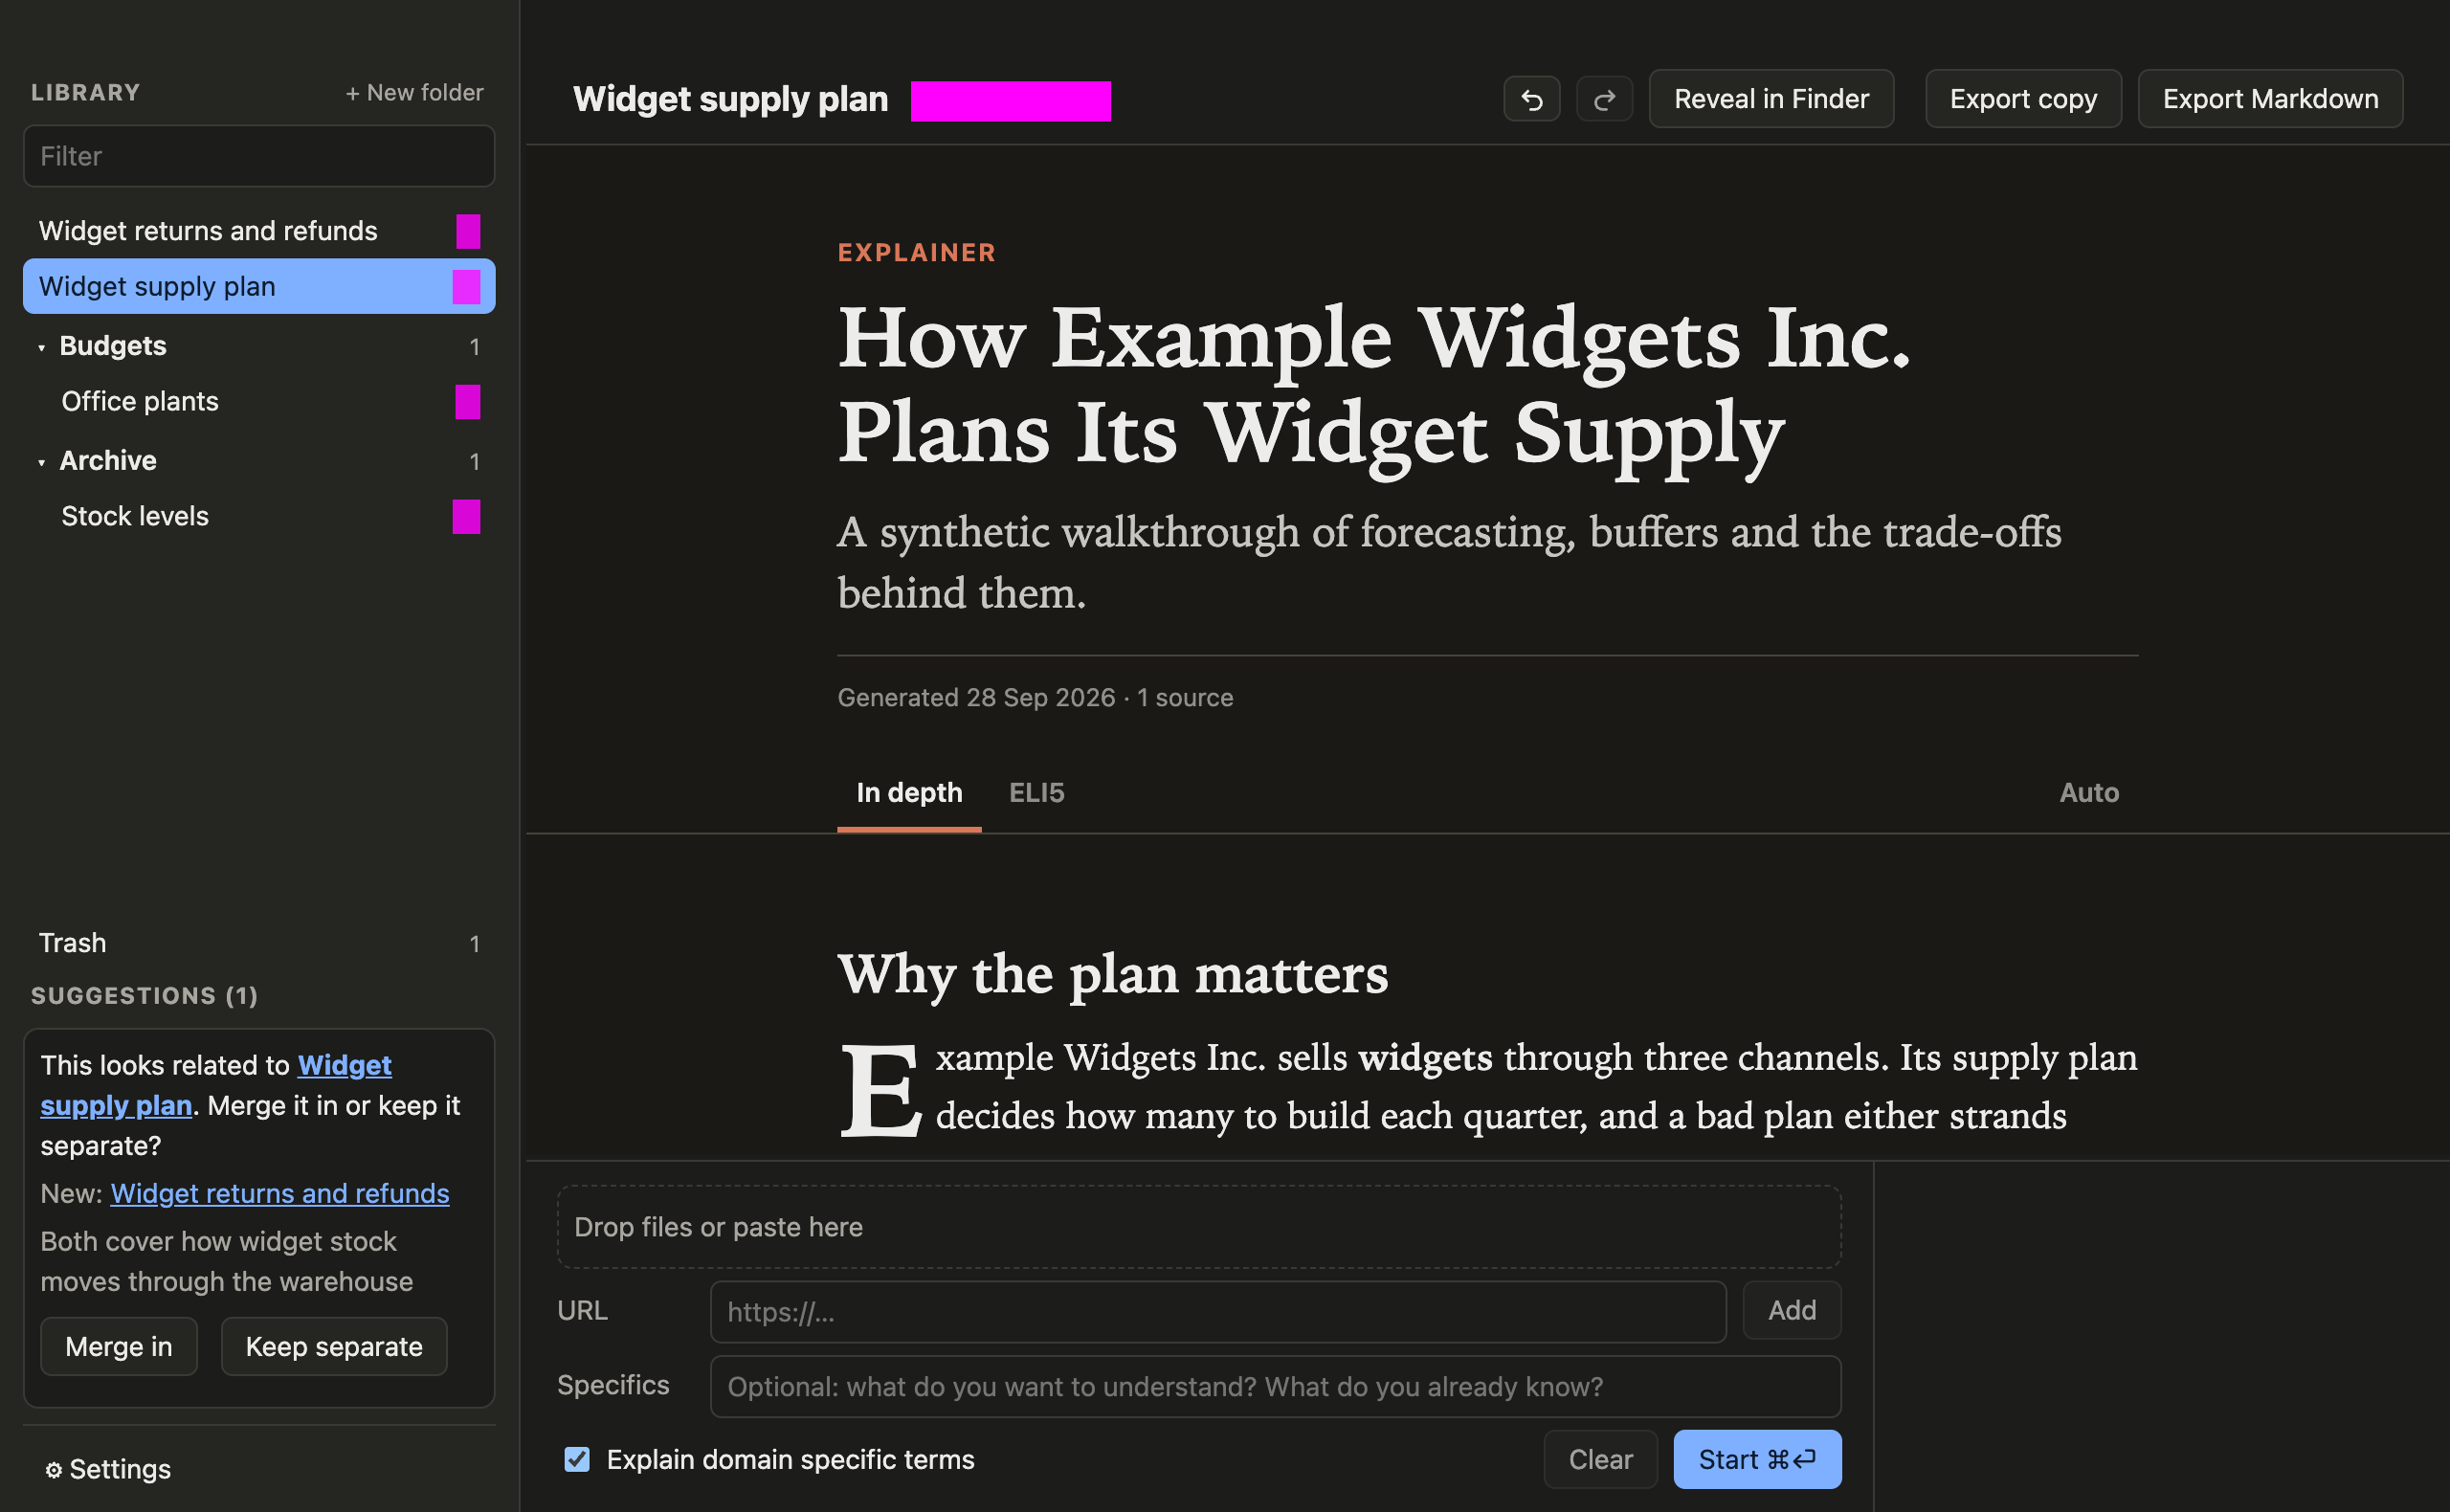 LIBRARY
+ New folder
Filter
Widget returns and refunds
Widget supply plan
Budgets 1
Office plants
Archive 1
Stock levels
Trash 1
SUGGESTIONS (1)
This looks related to Widget
supply plan. Merge it in or keep it
separate?
New: Widget returns and refunds
Both cover how widget stock
moves through the warehouse
Merge in
Keep separate
Settings
Widget supply plan
Reveal in Finder
Export copy
Export Markdown
EXPLAINER
How Example Widgets Inc.
Plans Its Widget Supply
A synthetic walkthrough of forecasting, buffers and the trade-offs
behind them.
Generated 28 Sep 2026 · 1 source
In depth
ELI5
Auto
Why the plan matters
Example Widgets Inc. sells widgets through three channels. Its supply plan
decides how many to build each quarter, and a bad plan either strands
Drop files or paste here
URL
https://...
Add
Specifics
Optional: what do you want to understand? What do you already know?
Explain domain specific terms
Clear
Start ⌘⏎